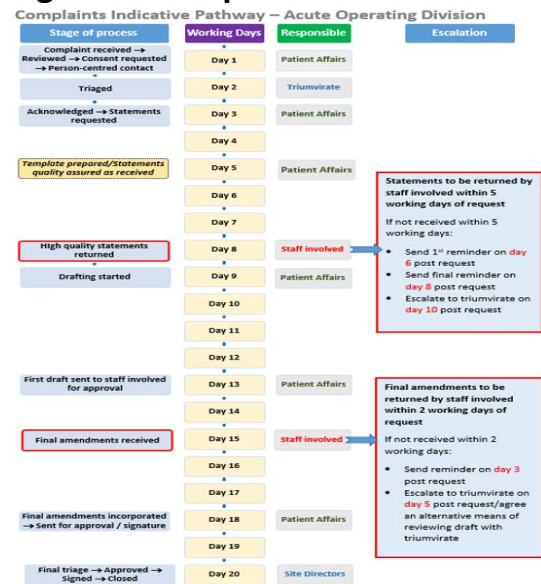 Complaints Indicative Pathway – Acute Operating Division
Stage of process
Working Days
Responsible
Escalation
Complaint received →
Reviewed → Consent requested
→ Person-centred contact
Day 1
Patient Affairs
Triaged
Day 2
Triumvirate
Acknowledged → Statements
requested
Day 3
Patient Affairs
Day 4
Template prepared/Statements
quality assured as received
Day 5
Patient Affairs
Day 6
Day 7
High quality statements
returned
Day 8
Staff involved
Statements to be returned by
staff involved within 5
working days of request
If not received within 5
working days:
• Send 1st reminder on day
6 post request
• Send final reminder on
day 8 post request
• Escalate to triumvirate on
day 10 post request
Drafting started
Day 9
Patient Affairs
Day 10
Day 11
Day 12
First draft sent to staff involved
for approval
Day 13
Patient Affairs
Day 14
Final amendments received
Day 15
Staff involved
Final amendments to be
returned by staff involved
within 2 working days of
request
If not received within 2
working days:
• Send reminder on day 3
post request
• Escalate to triumvirate on
day 5 post request/agree
an alternative means of
reviewing draft with
triumvirate
Day 16
Day 17
Final amendments incorporated
→ Sent for approval / signature
Day 18
Patient Affairs
Day 19
Final triage → Approved →
Signed → Closed
Day 20
Site Directors